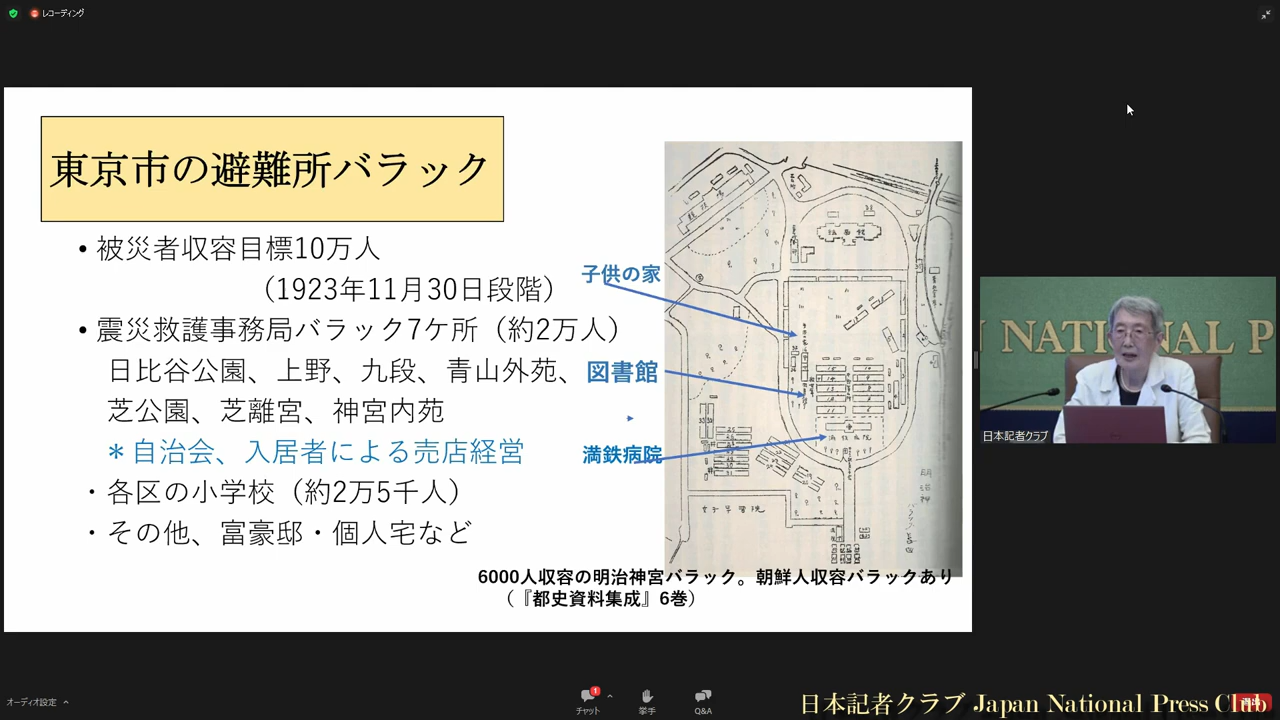 レコーディング
東京市の避難所バラック
• 被災者収容目標10万人
（1923年11月30日段階）
• 震災救護事務局バラック7ケ所（約2万人）
日比谷公園、上野、九段、青山外苑、
芝公園、芝離宮、神宮内苑
＊自治会、入居者による売店経営
・各区の小学校（約2万5千人）
・その他、富豪邸・個人宅など
子供の家
図書館
満鉄病院
女子学習院
6000人収容の明治神宮バラック。朝鮮人収容バラックあり
（『都史資料集成』6巻）
N NATIONAL P
日本記者クラブ
オーディオ設定
1
チャット
挙手
Q&A
日本記者クラブ Japan National Press Club